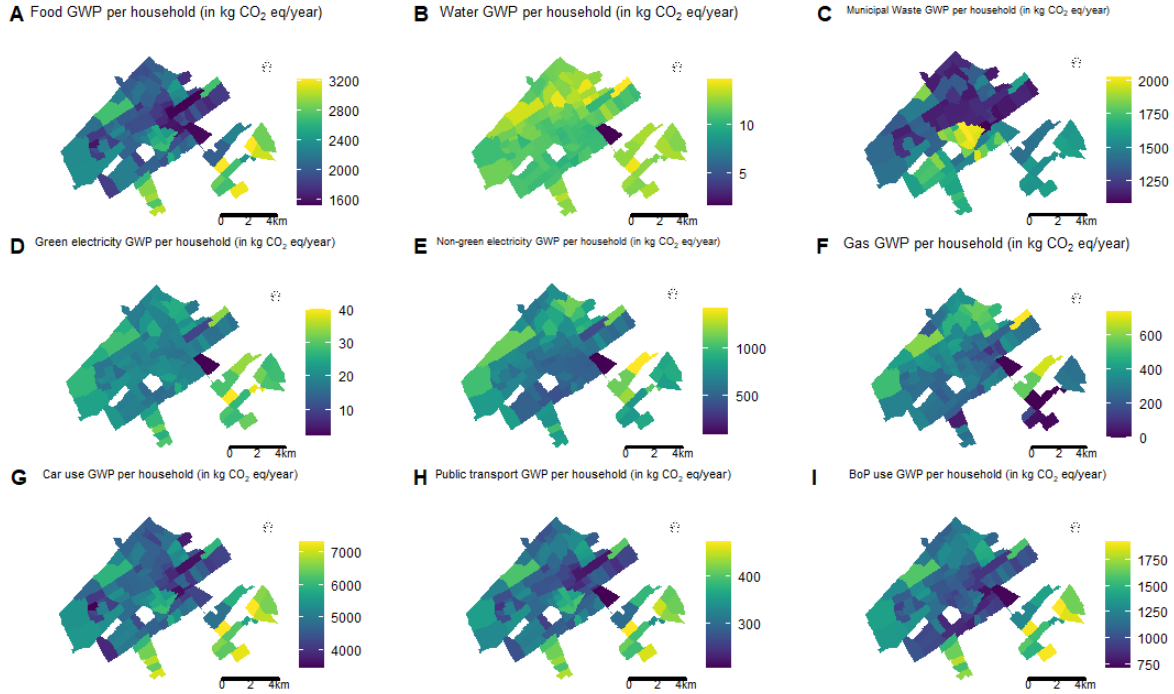 A Food GWP per household (in kg CO₂ eq/year)
3200
2800
2400
2000
1600
0 2 4km
B Water GWP per household (in kg CO₂ eq/year)
10
5
0 2 4km
C Municipal Waste GWP per household (in kg CO₂ eq/year)
2000
1750
1500
1250
0 2 4km
D Green electricity GWP per household (in kg CO₂ eq/year)
40
30
20
10
0 2 4km
E Non-green electricity GWP per household (in kg CO₂ eq/year)
1000
500
0 2 4km
F Gas GWP per household (in kg CO₂ eq/year)
600
400
200
0
0 2 4km
G Car use GWP per household (in kg CO₂ eq/year)
7000
6000
5000
4000
0 2 4km
H Public transport GWP per household (in kg CO₂ eq/year)
400
300
0 2 4km
I BoP use GWP per household (in kg CO₂ eq/year)
1750
1500
1250
1000
750
0 2 4km